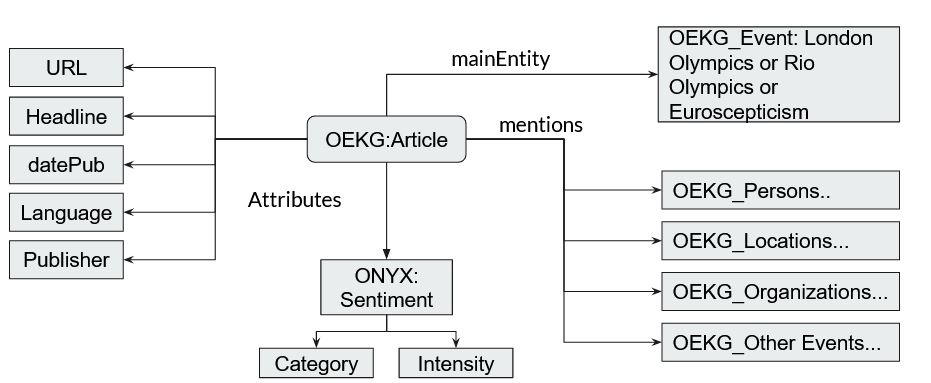 URL
Headline
datePub
Language
Publisher
OEKG:Article
Attributes
ONYX:
Sentiment
Category
Intensity
mainEntity
OEKG_Event: London
Olympics or Rio
Olympics or
Euroscepticism
mentions
OEKG_Persons..
OEKG_Locations...
OEKG_Organizations...
OEKG_Other Events...